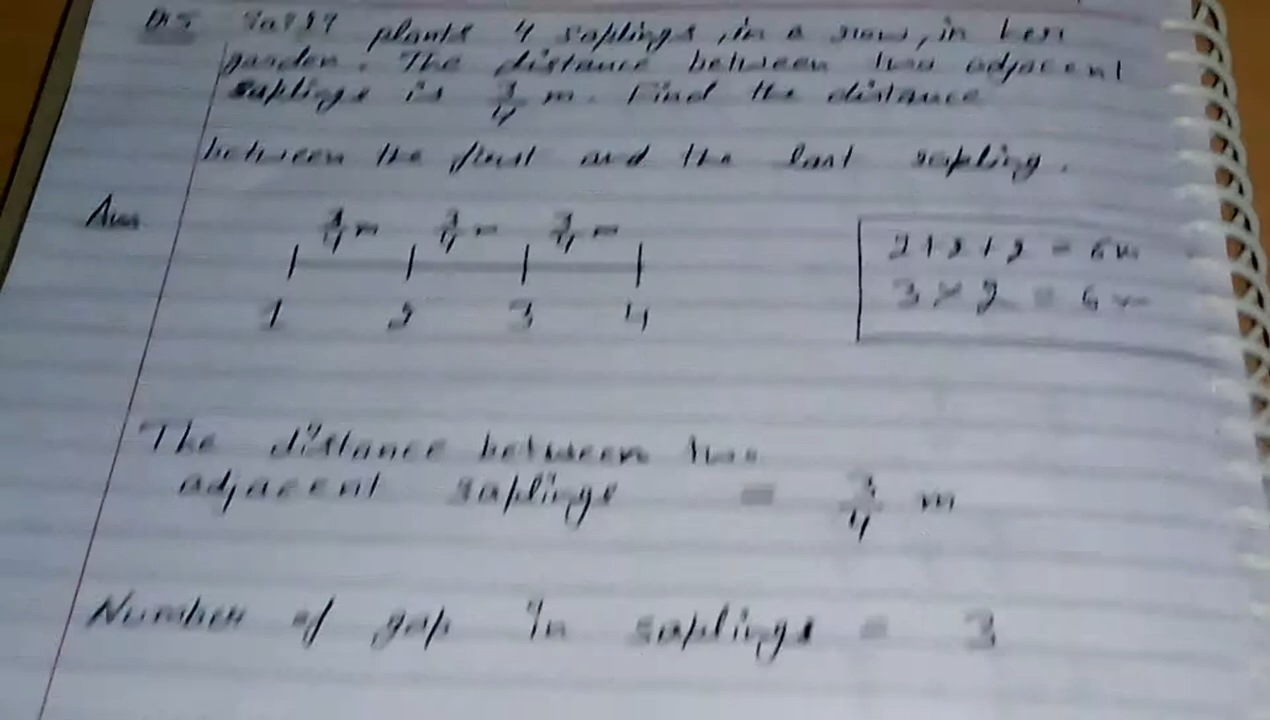 plants 4 saplings, in a row, in her
garden. The distance between two adjacent
saplings is 3/4 m. Find the distance
between the first and the last sapling.
Ans
3/4 m 3/4 m 3/4 m
1 2 3 4
2+2+2 = 6m
3 × 2 = 6m
The distance between two
adjacent saplings = 3/4 m
Number of gap in saplings = 3